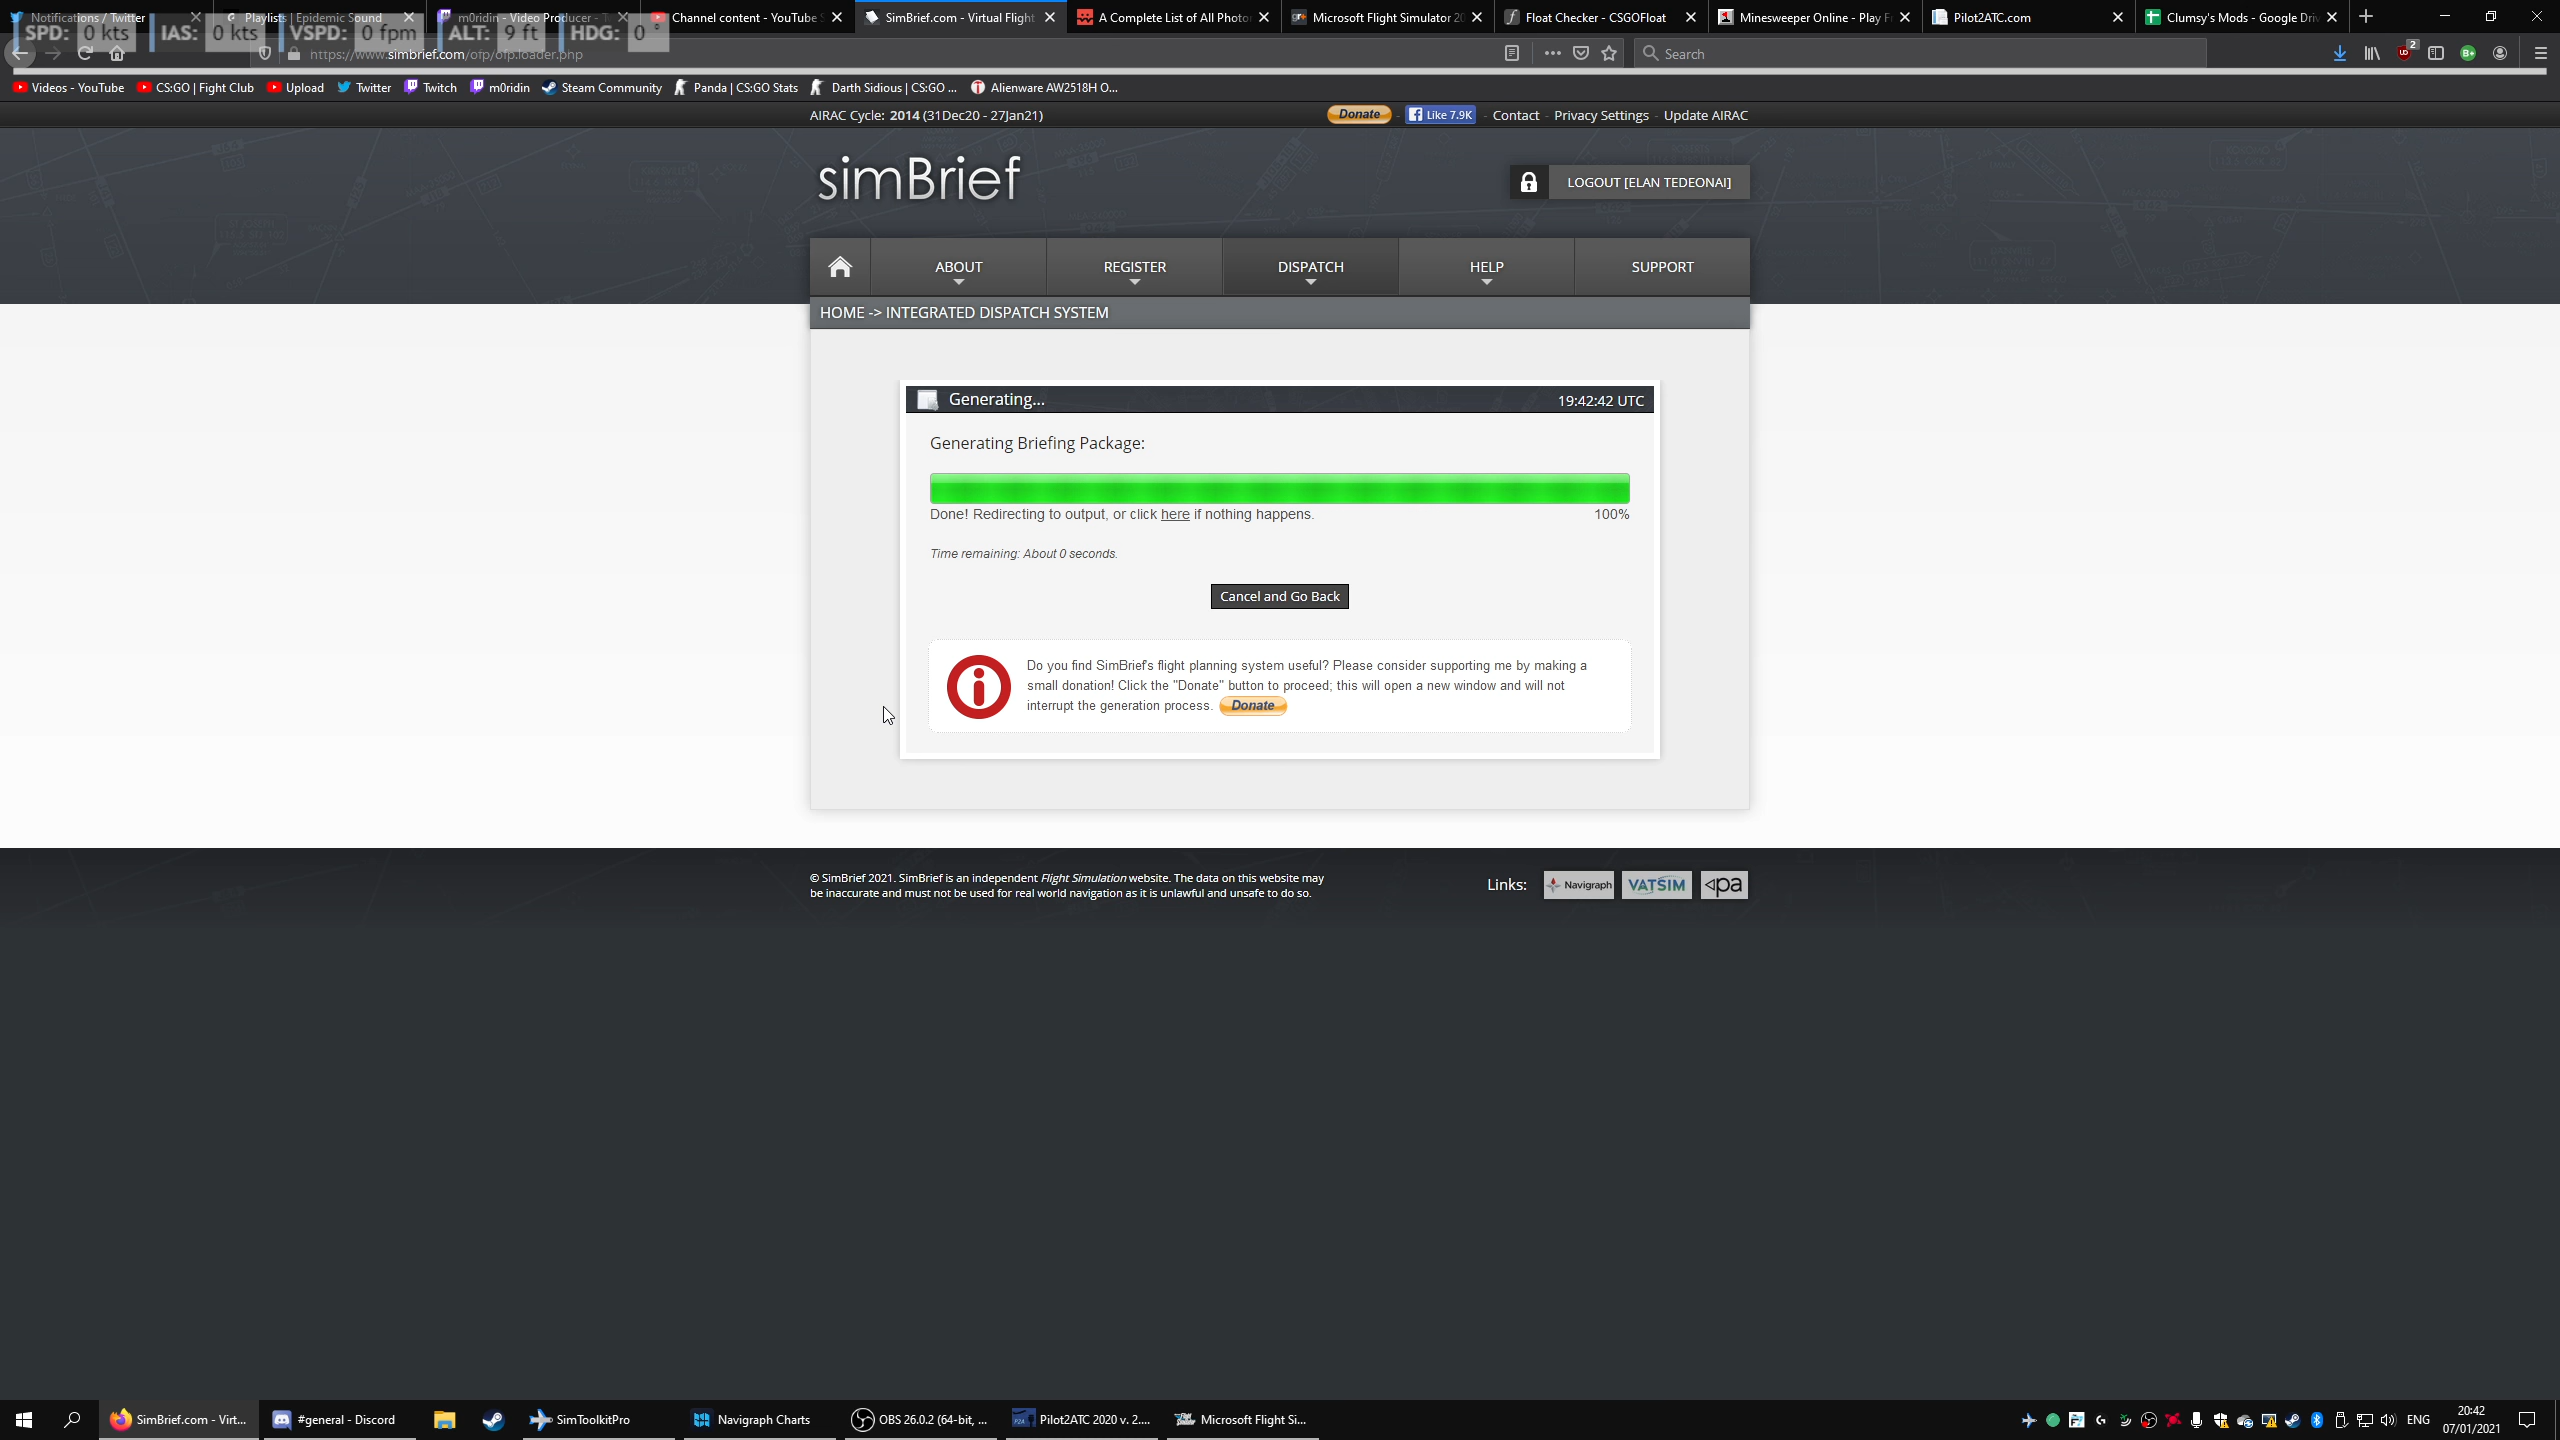 Notifications / Twitter
Playlists | Epidemic Sound
m0ridin - Video Producer - T
Channel content - YouTube S
SimBrief.com - Virtual Flight
A Complete List of All Photo
Microsoft Flight Simulator 20
Float Checker - CSGOFloat
Minesweeper Online - Play Fr
Pilot2ATC.com
Clumsy's Mods - Google Driv
SPD: 0 kts IAS: 0 kts VSPD: 0 fpm ALT: 9 ft HDG: 0 °
https://www.simbrief.com/ofp/ofp.loader.php
Search
2
Videos - YouTube
CS:GO | Fight Club
Upload
Twitter
Twitch
m0ridin
Steam Community
Panda | CS:GO Stats
Darth Sidious | CS:GO ...
Alienware AW2518H O...
AIRAC Cycle: 2014 (31Dec20 - 27Jan21)
Donate - Like 7.9K - Contact - Privacy Settings - Update AIRAC
simBrief
LOGOUT [ELAN TEDEONAI]
ABOUT
REGISTER
DISPATCH
HELP
SUPPORT
HOME -> INTEGRATED DISPATCH SYSTEM
Generating...
19:42:42 UTC
Generating Briefing Package:
Done! Redirecting to output, or click here if nothing happens.
100%
Time remaining: About 0 seconds.
Cancel and Go Back
Do you find SimBrief's flight planning system useful? Please consider supporting me by making a
small donation! Click the "Donate" button to proceed; this will open a new window and will not
interrupt the generation process. Donate
© SimBrief 2021. SimBrief is an independent Flight Simulation website. The data on this website may
be inaccurate and must not be used for real world navigation as it is unlawful and unsafe to do so.
Links:
Navigraph
VATSIM
pa
SimBrief.com - Virt...
#general - Discord
SimToolkitPro
Navigraph Charts
OBS 26.0.2 (64-bit, ...
Pilot2ATC 2020 v. 2....
Microsoft Flight Si...
ENG
20:42
07/01/2021